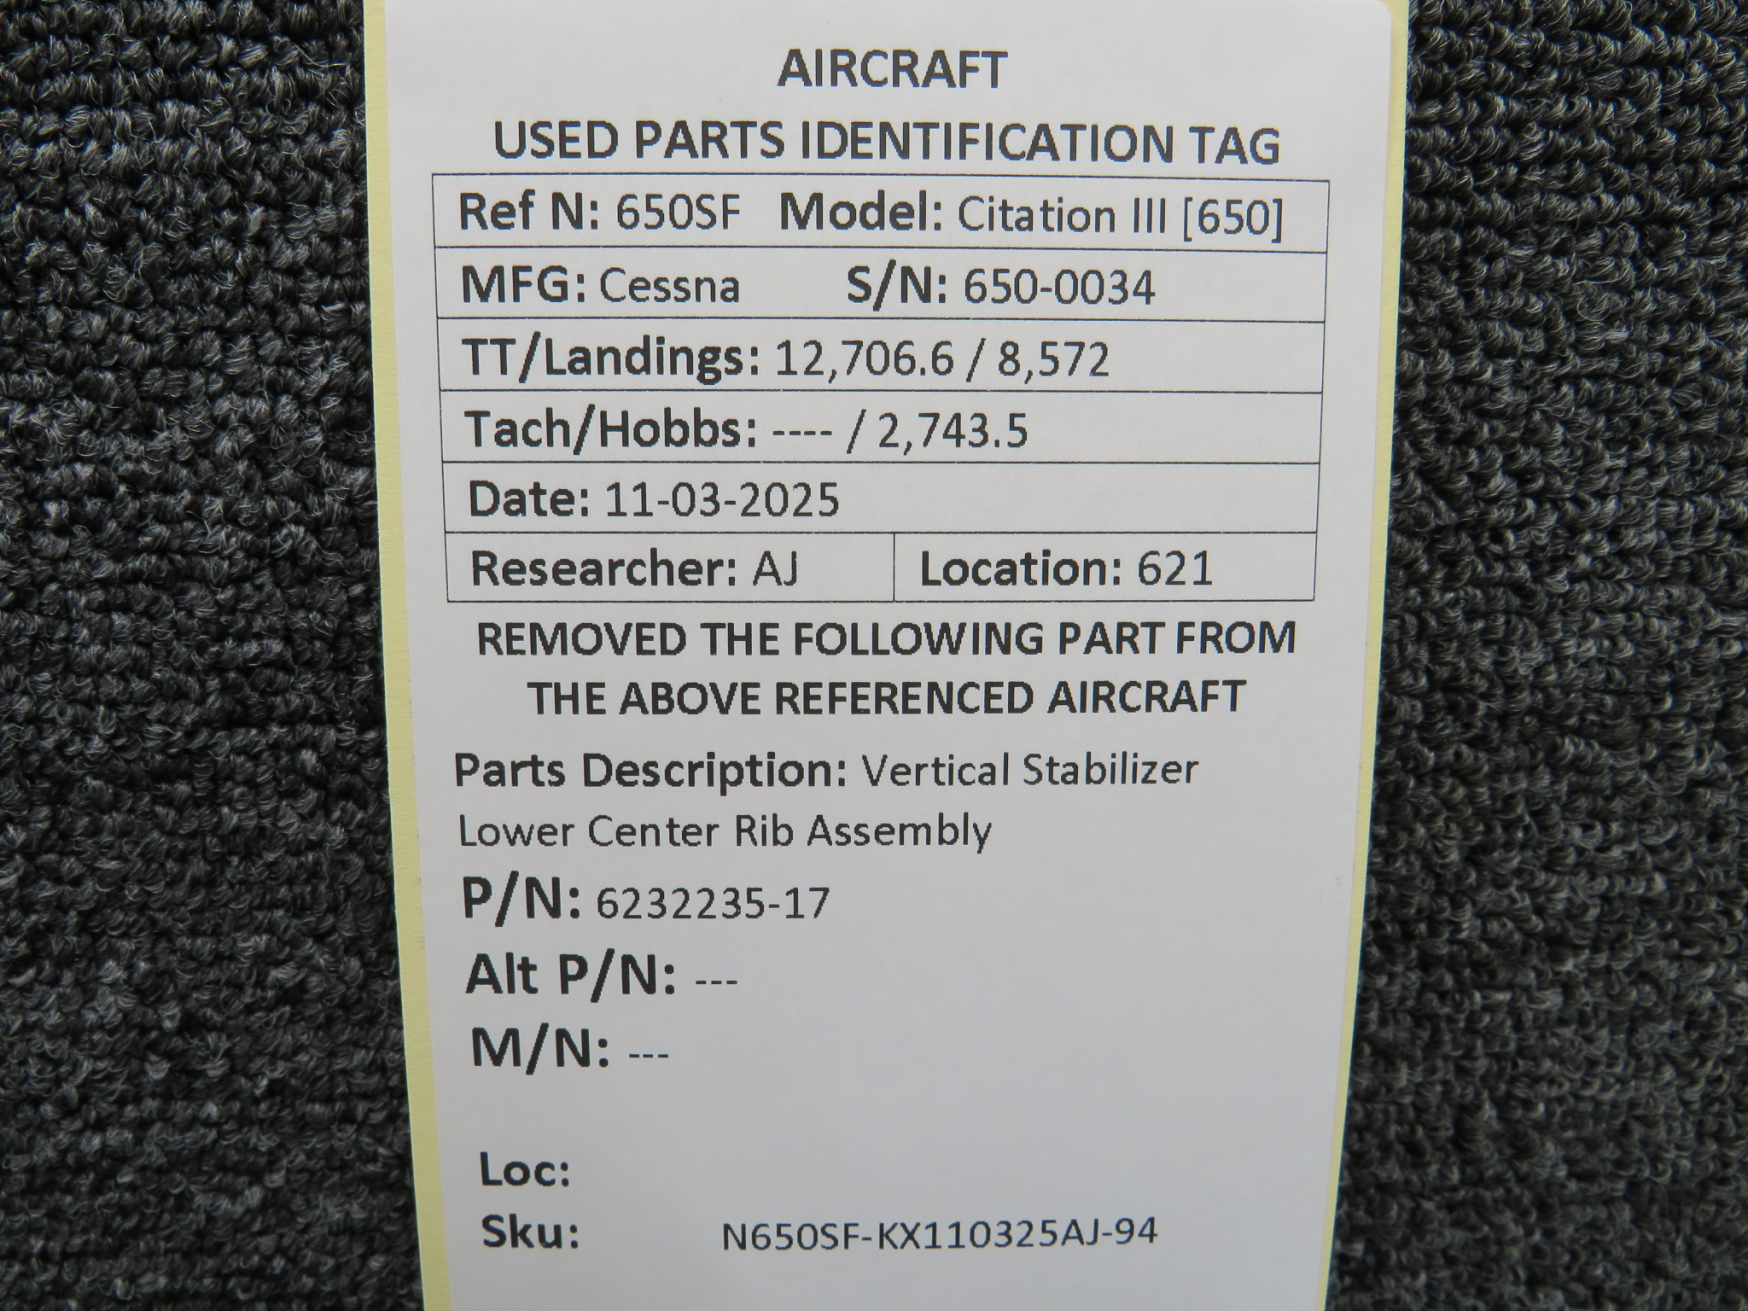 AIRCRAFT
USED PARTS IDENTIFICATION TAG
Ref N: 650SF Model: Citation III [650]
MFG: Cessna S/N: 650-0034
TT/Landings: 12,706.6 / 8,572
Tach/Hobbs: ---- / 2,743.5
Date: 11-03-2025
Researcher: AJ Location: 621
REMOVED THE FOLLOWING PART FROM
THE ABOVE REFERENCED AIRCRAFT
Parts Description: Vertical Stabilizer
Lower Center Rib Assembly
P/N: 6232235-17
Alt P/N: ---
M/N: ---
Loc:
Sku: N650SF-KX110325AJ-94